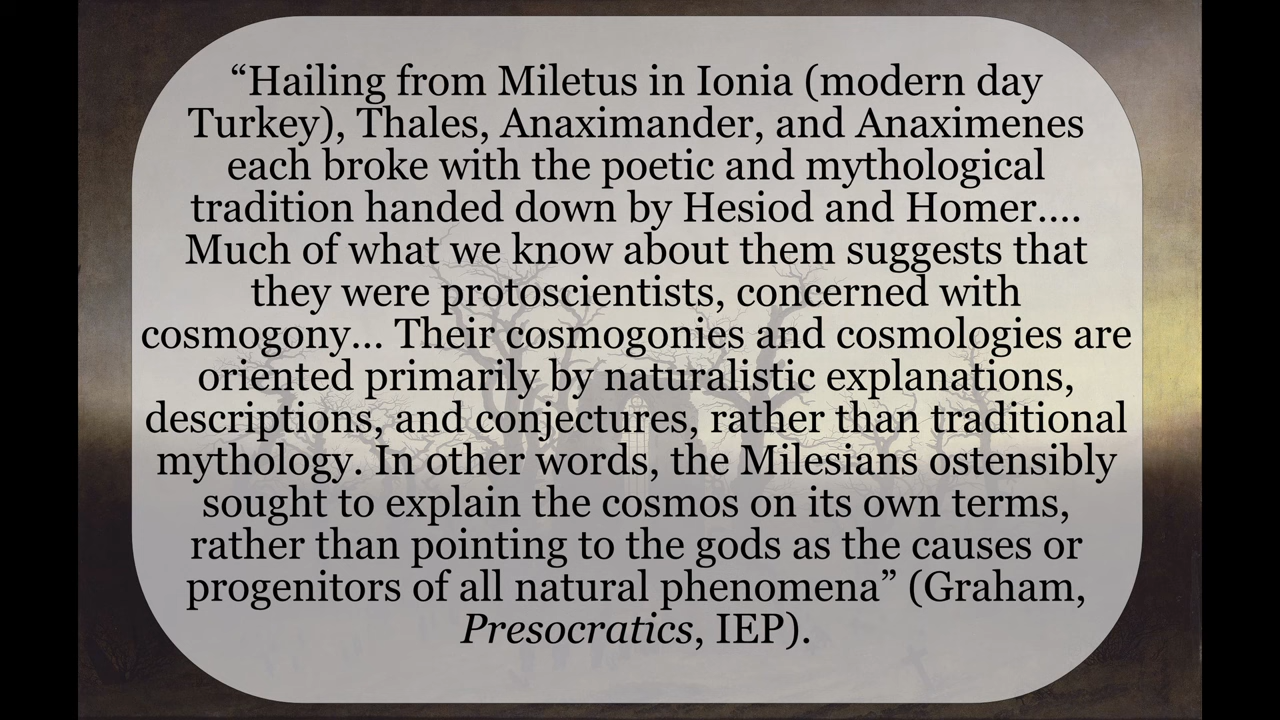 “Hailing from Miletus in Ionia (modern day
Turkey), Thales, Anaximander, and Anaximenes
each broke with the poetic and mythological
tradition handed down by Hesiod and Homer….
Much of what we know about them suggests that
they were protoscientists, concerned with
cosmogony… Their cosmogonies and cosmologies are
oriented primarily by naturalistic explanations,
descriptions, and conjectures, rather than traditional
mythology. In other words, the Milesians ostensibly
sought to explain the cosmos on its own terms,
rather than pointing to the gods as the causes or
progenitors of all natural phenomena” (Graham,
Presocratics, IEP).